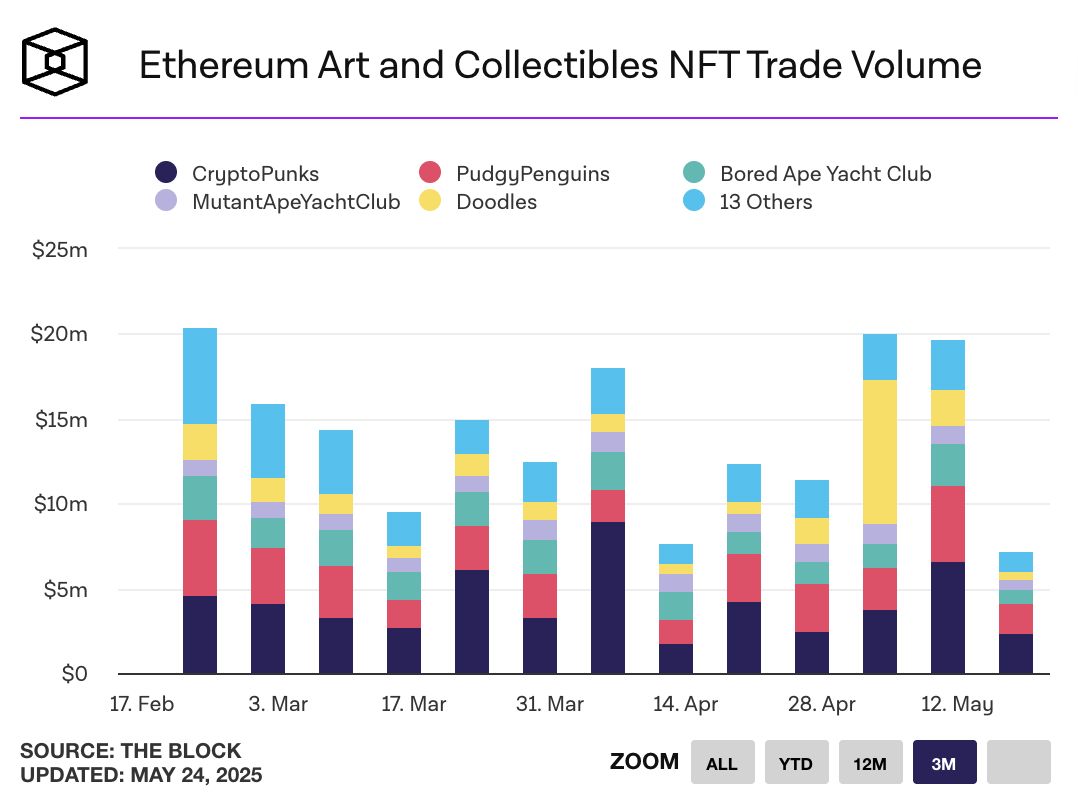 Ethereum Art and Collectibles NFT Trade Volume
CryptoPunks PudgyPenguins Bored Ape Yacht Club
MutantApeYachtClub Doodles 13 Others
$25m
$20m
$15m
$10m
$5m
$0
17. Feb 3. Mar 17. Mar 31. Mar 14. Apr 28. Apr 12. May
SOURCE: THE BLOCK
UPDATED: MAY 24, 2025
ZOOM ALL YTD 12M 3M